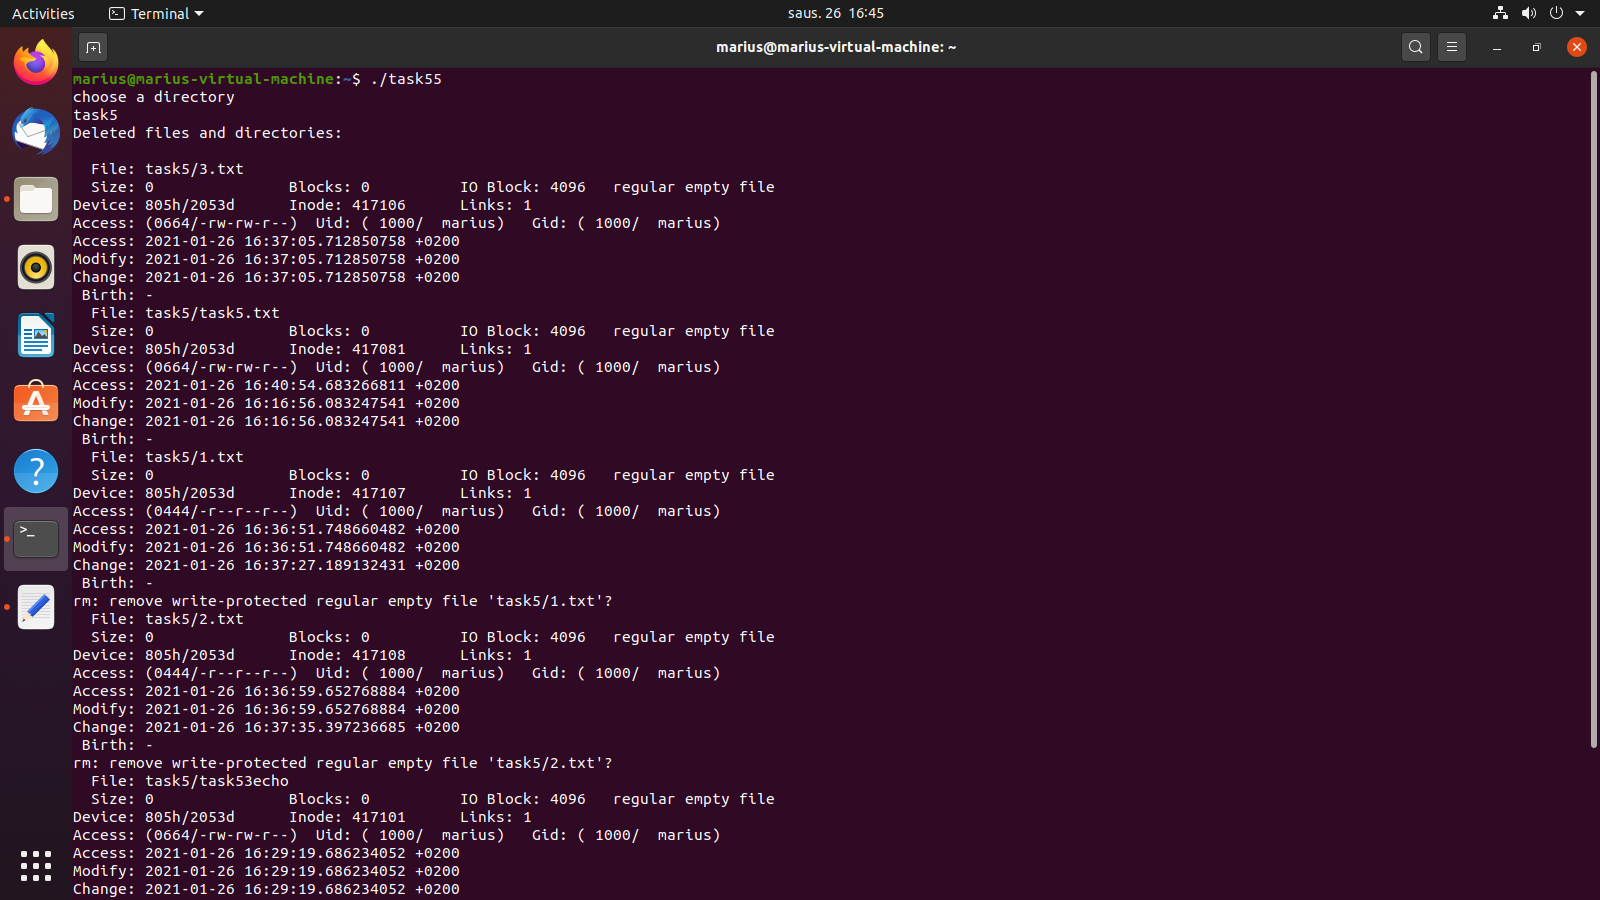 Activities
Terminal
saus. 26 16:45
marius@marius-virtual-machine: ~
marius@marius-virtual-machine:~$ ./task55
choose a directory
task5
Deleted files and directories:
File: task5/3.txt
Size: 0 Blocks: 0 IO Block: 4096 regular empty file
Device: 805h/2053d Inode: 417106 Links: 1
Access: (0664/-rw-rw-r--) Uid: ( 1000/ marius) Gid: ( 1000/ marius)
Access: 2021-01-26 16:37:05.712850758 +0200
Modify: 2021-01-26 16:37:05.712850758 +0200
Change: 2021-01-26 16:37:05.712850758 +0200
Birth: -
File: task5/task5.txt
Size: 0 Blocks: 0 IO Block: 4096 regular empty file
Device: 805h/2053d Inode: 417081 Links: 1
Access: (0664/-rw-rw-r--) Uid: ( 1000/ marius) Gid: ( 1000/ marius)
Access: 2021-01-26 16:40:54.683266811 +0200
Modify: 2021-01-26 16:16:56.083247541 +0200
Change: 2021-01-26 16:16:56.083247541 +0200
Birth: -
File: task5/1.txt
Size: 0 Blocks: 0 IO Block: 4096 regular empty file
Device: 805h/2053d Inode: 417107 Links: 1
Access: (0444/-r--r--r--) Uid: ( 1000/ marius) Gid: ( 1000/ marius)
Access: 2021-01-26 16:36:51.748660482 +0200
Modify: 2021-01-26 16:36:51.748660482 +0200
Change: 2021-01-26 16:37:27.189132431 +0200
Birth: -
rm: remove write-protected regular empty file 'task5/1.txt'?
File: task5/2.txt
Size: 0 Blocks: 0 IO Block: 4096 regular empty file
Device: 805h/2053d Inode: 417108 Links: 1
Access: (0444/-r--r--r--) Uid: ( 1000/ marius) Gid: ( 1000/ marius)
Access: 2021-01-26 16:36:59.652768884 +0200
Modify: 2021-01-26 16:36:59.652768884 +0200
Change: 2021-01-26 16:37:35.397236685 +0200
Birth: -
rm: remove write-protected regular empty file 'task5/2.txt'?
File: task5/task53echo
Size: 0 Blocks: 0 IO Block: 4096 regular empty file
Device: 805h/2053d Inode: 417101 Links: 1
Access: (0664/-rw-rw-r--) Uid: ( 1000/ marius) Gid: ( 1000/ marius)
Access: 2021-01-26 16:29:19.686234052 +0200
Modify: 2021-01-26 16:29:19.686234052 +0200
Change: 2021-01-26 16:29:19.686234052 +0200